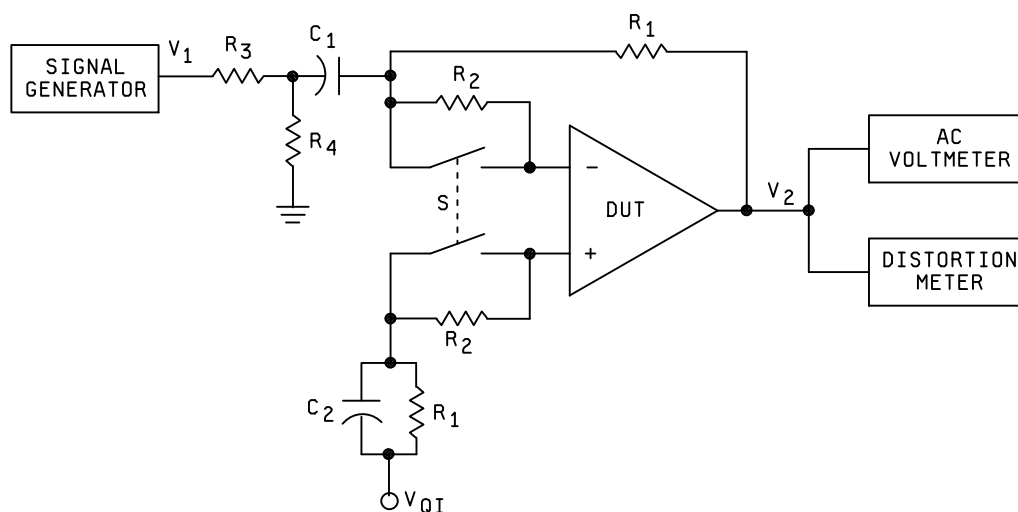 SIGNAL
GENERATOR
V1
R3
C1
R1
R2
R4
S
DUT
−
+
V2
AC
VOLTMETER
DISTORTION
METER
R2
C2
R1
VQI